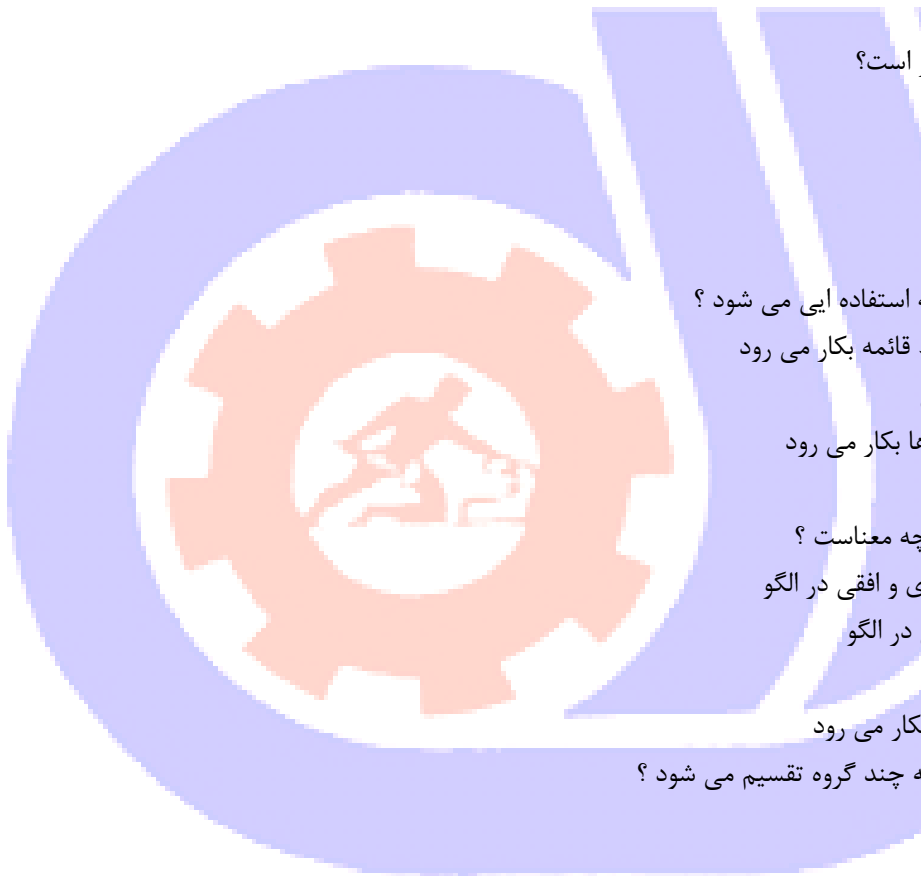 است؟
استفاده ایی می شود ؟
قائمه بکار می رود
بکار می رود
چه معناست ؟
و افقی در الگو
در الگو
بکار می رود
چند گروه تقسیم می شود ؟